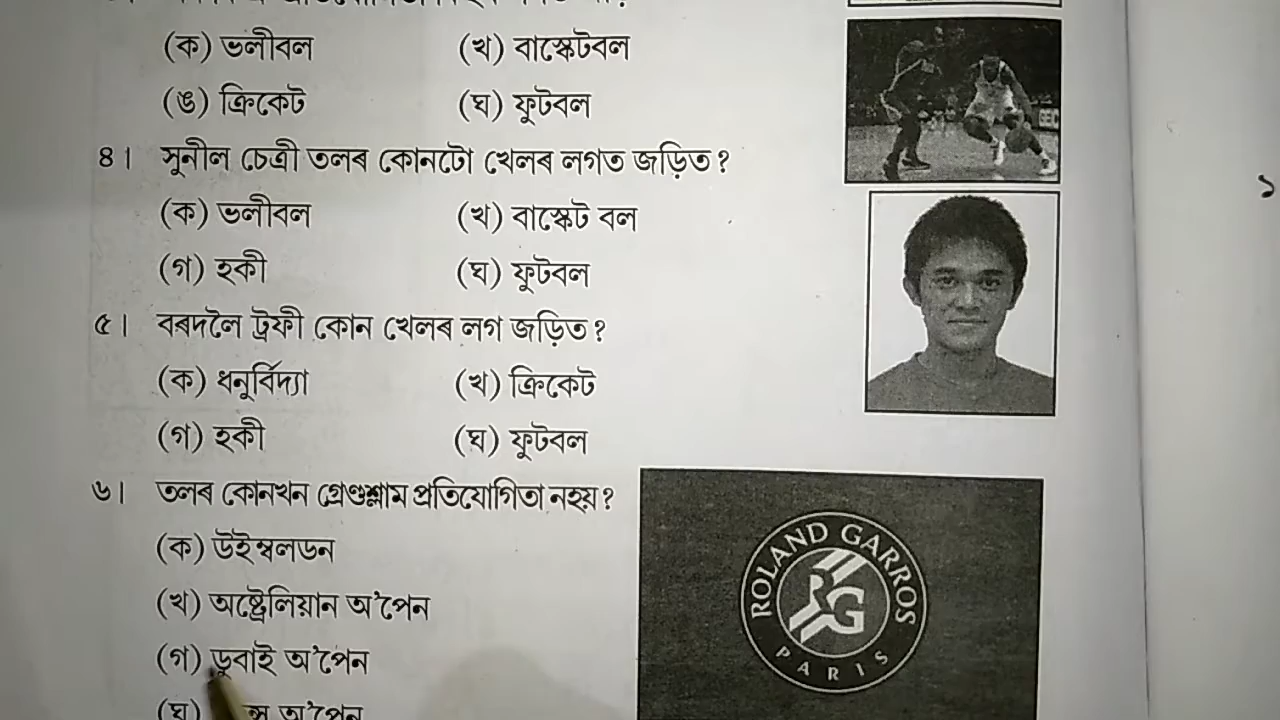 (ক) ভলীবল (খ) বাস্কেটবল
(ঙ) ক্ৰিকেট (ঘ) ফুটবল
৪। সুনীল চেত্ৰী তলৰ কোনটো খেলৰ লগত জড়িত?
(ক) ভলীবল (খ) বাস্কেট বল
(গ) হকী (ঘ) ফুটবল
৫। বৰদলৈ ট্ৰফী কোন খেলৰ লগ জড়িত?
(ক) ধনুৰ্বিদ্যা (খ) ক্ৰিকেট
(গ) হকী (ঘ) ফুটবল
৬। তলৰ কোনখন গ্ৰেণ্ডশ্লাম প্ৰতিযোগিতা নহয়?
(ক) উইম্বলডন
(খ) অষ্ট্ৰেলিয়ান অ'পেন
(গ) ডুবাই অ'পেন
(ঘ) অ'পেন
ROLAND GARROS
RG
PARIS
১